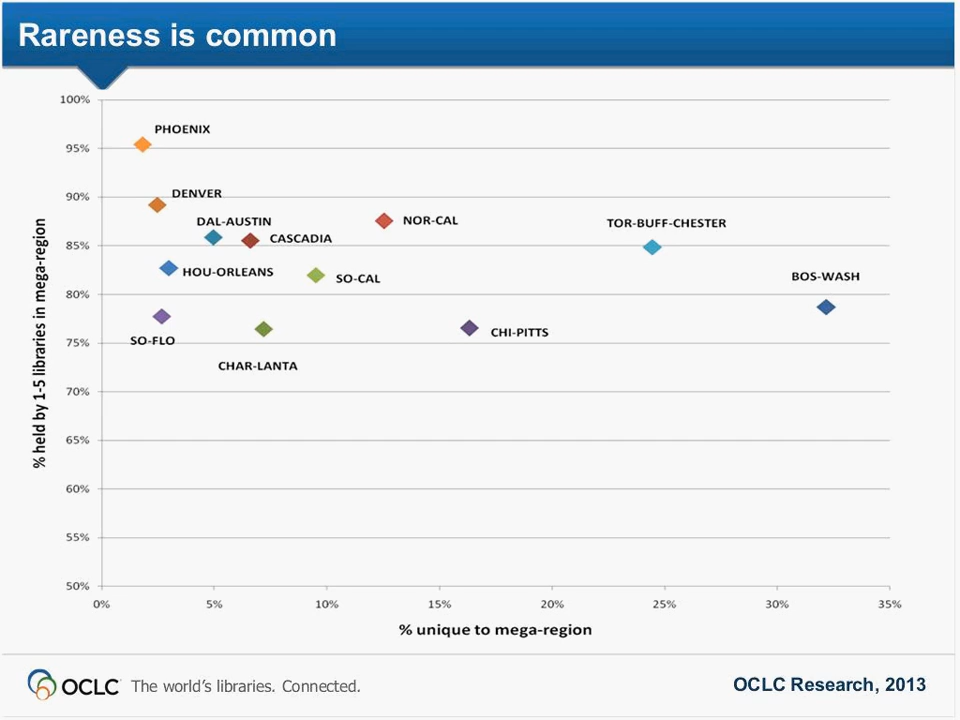 Rareness is common
100%
95%
90%
85%
80%
75%
70%
65%
60%
55%
50%
% held by 1-5 libraries in mega-region
PHOENIX
DENVER
DAL-AUSTIN
CASCADIA
NOR-CAL
TOR-BUFF-CHESTER
HOU-ORLEANS
SO-CAL
BOS-WASH
SO-FLO
CHI-PITTS
CHAR-LANTA
0% 5% 10% 15% 20% 25% 30% 35%
% unique to mega-region
OCLC The world’s libraries. Connected.
OCLC Research, 2013